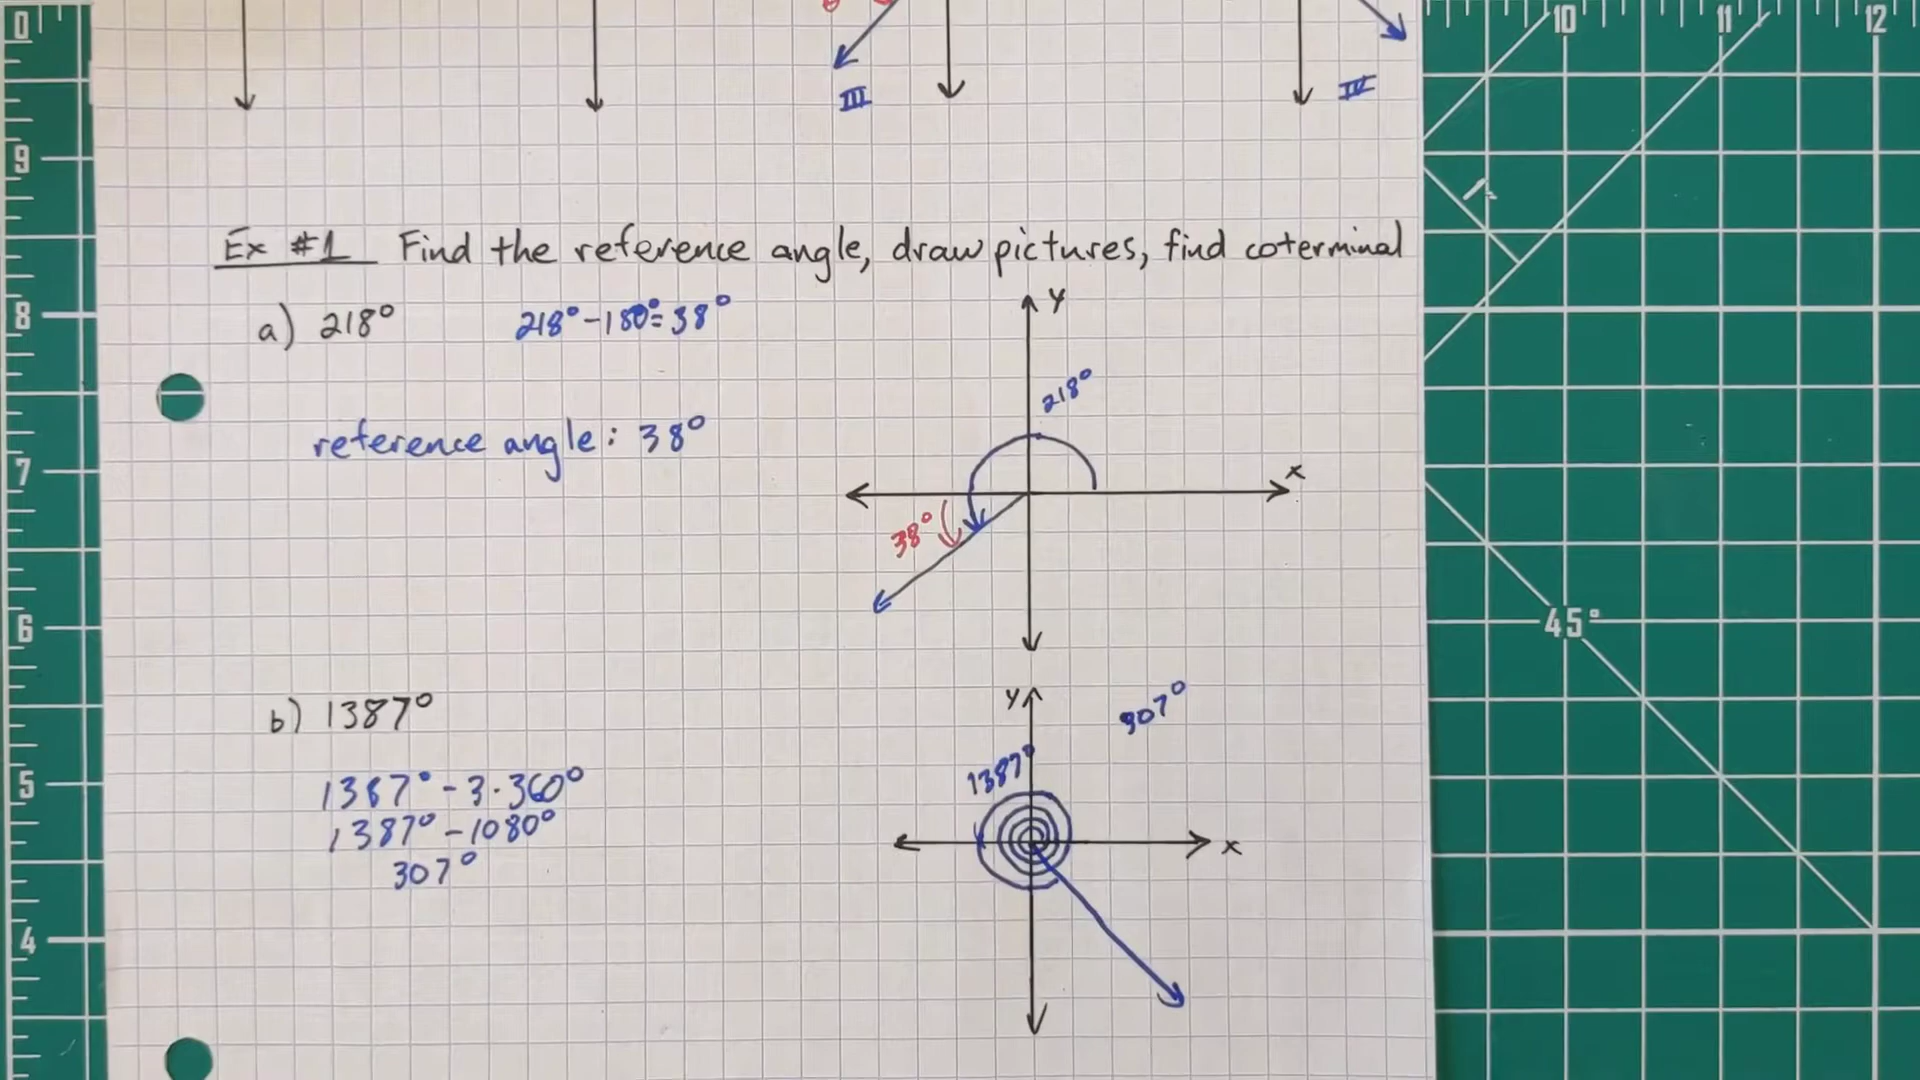 0 10 11 12
III IV
9
Ex #1 Find the reference angle, draw pictures, find coterminal
8
a) 218° 218°-180°=38°
y
218°
reference angle: 38°
7
x
38°
6
45°
b) 1387°
y
307°
1387°
5
1387° - 3·360°
1387° - 1080°
x
307°
4